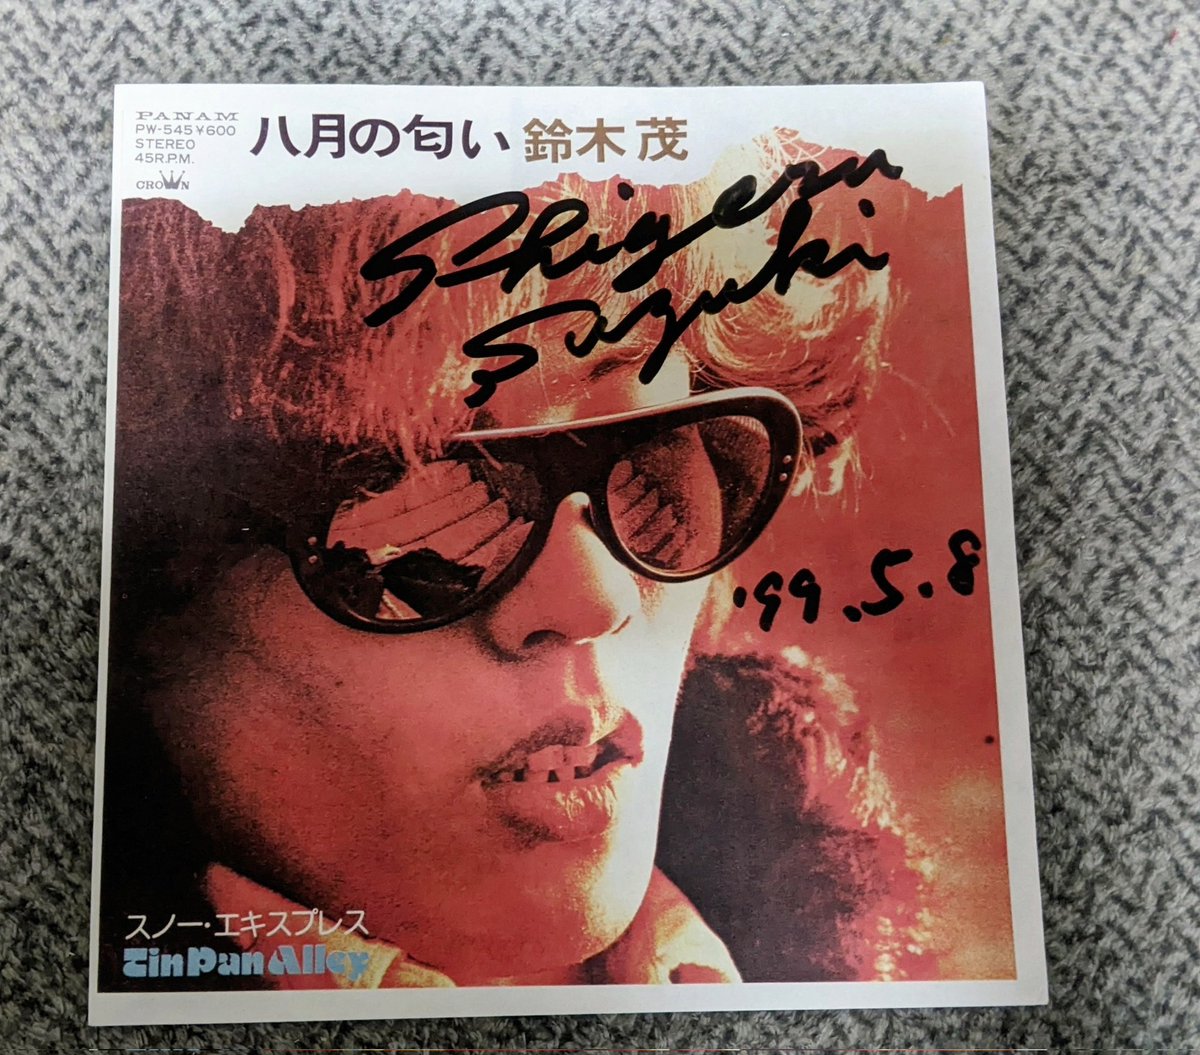 PANAM
PW-545 ¥600
STEREO
45R.P.M.
CROWN
八月の匂い 鈴木 茂
Shigeru
Suzuki
'99.5.8
スノー・エキスプレス
Tin Pan Alley